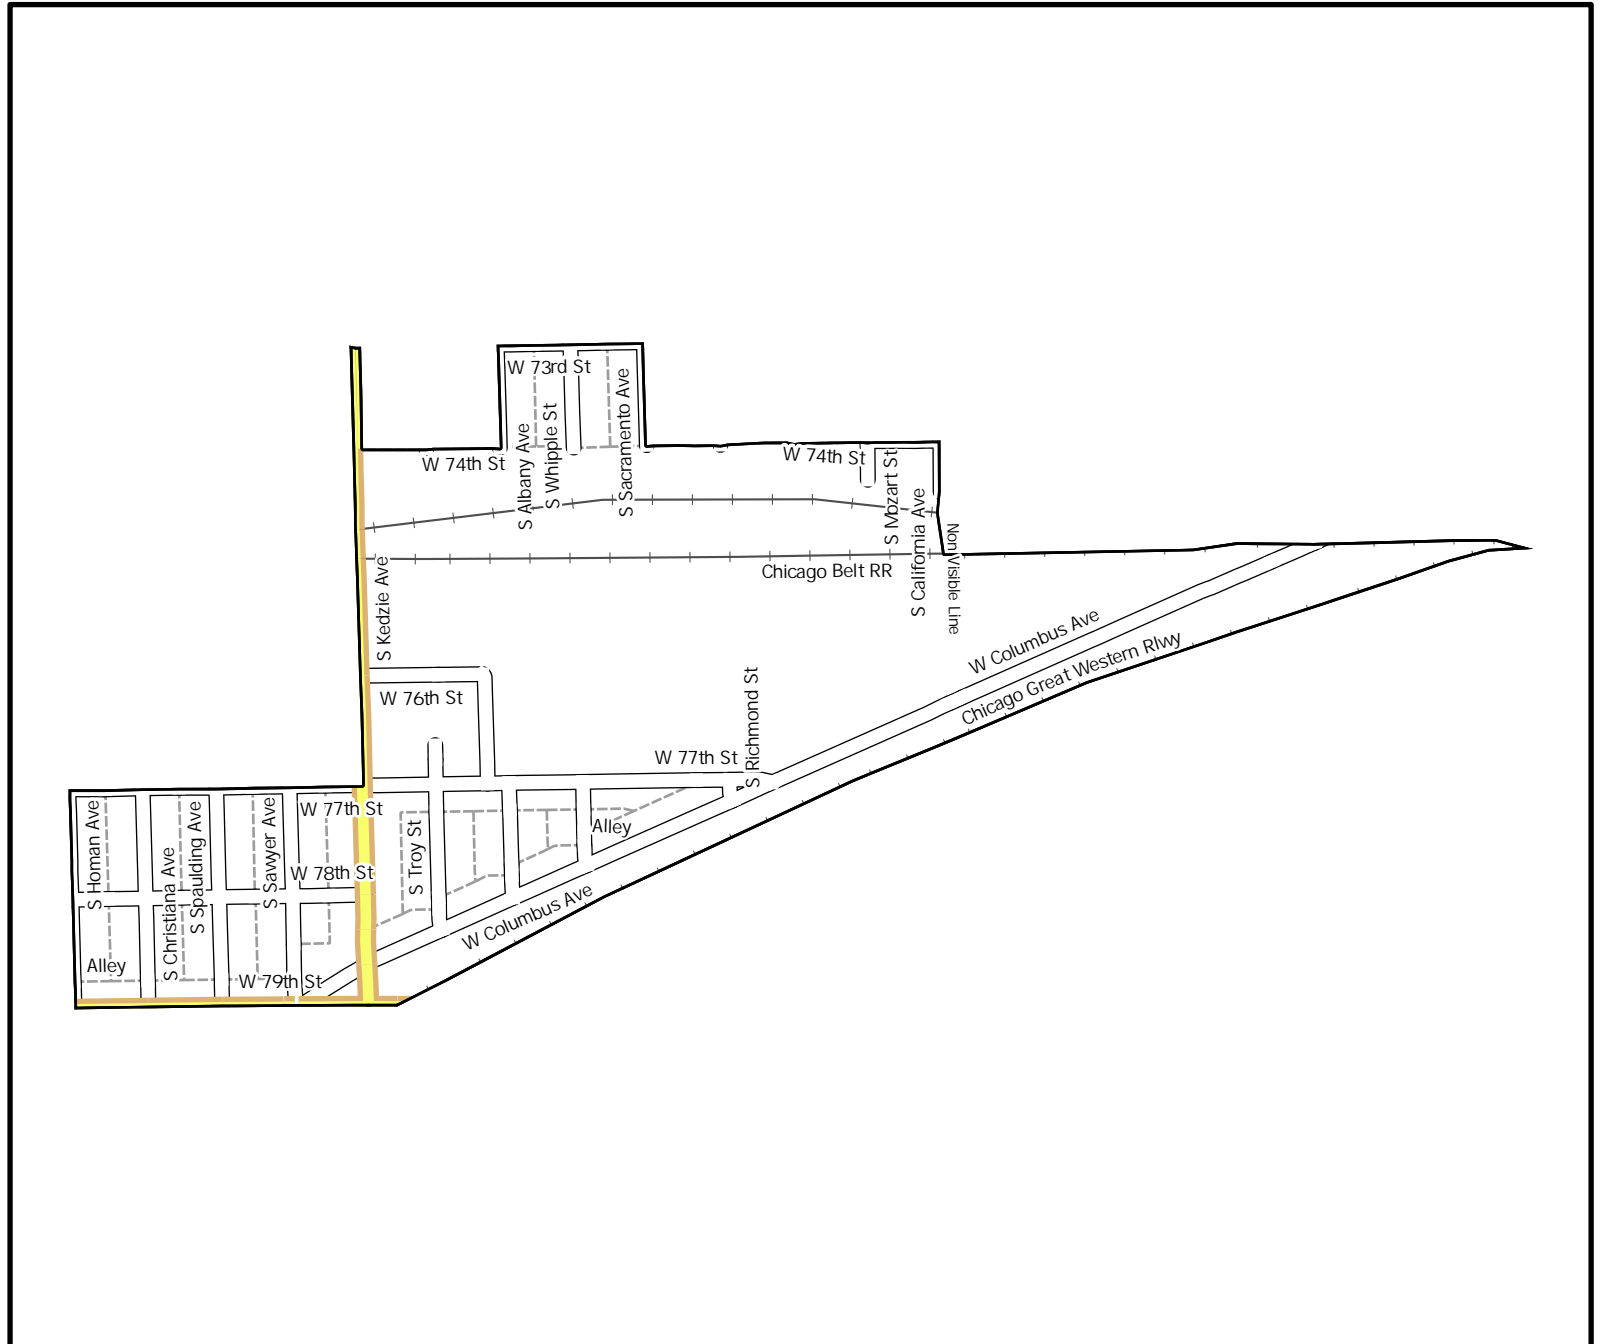 W 73rd St
S Sacramento Ave
S Whipple St
S Albany Ave
W 74th St
W 74th St
S Mozart St
S California Ave
Non Visible Line
Chicago Belt RR
S Kedzie Ave
W Columbus Ave
Chicago Great Western Rlwy
W 76th St
S Richmond St
W 77th St
W 77th St
S Homan Ave
S Christiana Ave
S Spaulding Ave
S Sawyer Ave
S Troy St
Alley
W 78th St
W Columbus Ave
Alley
W 79th St